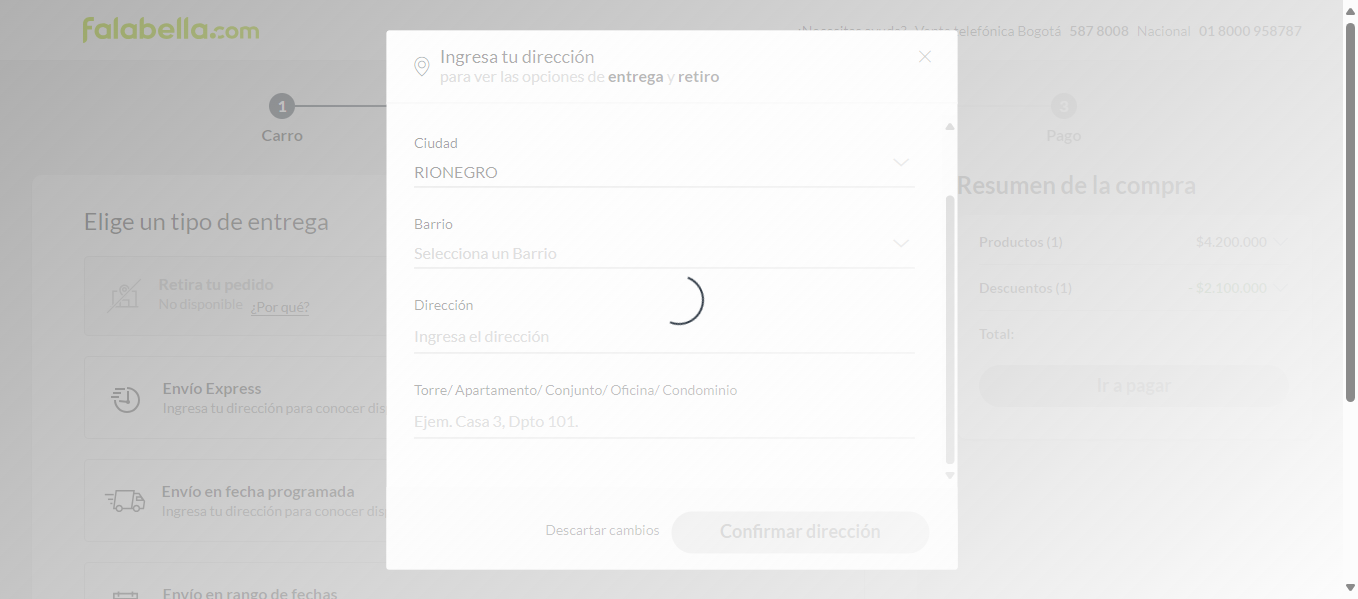 falabella.com
¿Necesitas ayuda? Venta telefónica Bogotá 587 8008 Nacional 01 8000 958787
Ingresa tu dirección
para ver las opciones de entrega y retiro
1
3
Carro
Pago
Ciudad
RIONEGRO
Barrio
Selecciona un Barrio
Dirección
Ingresa el dirección
Torre/ Apartamento/ Conjunto/ Oficina/ Condominio
Ejem. Casa 3, Dpto 101.
Descartar cambios
Confirmar dirección
Elige un tipo de entrega
Retira tu pedido
No disponible ¿Por qué?
Envío Express
Ingresa tu dirección para conocer dis
Envío en fecha programada
Ingresa tu dirección para conocer dis
Envío en rango de fechas
Resumen de la compra
Productos (1) $4.200.000
Descuentos (1) - $2.100.000
Total:
Ir a pagar